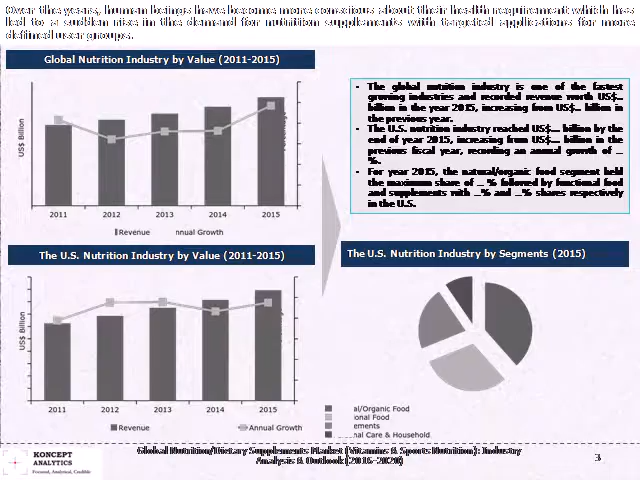 Over the years, human beings have become more conscious about their health requirement which has
led to a sudden rise in the demand for nutrition supplements with targeted applications for more
defined user groups.
Global Nutrition Industry by Value (2011-2015)
US$ Billion
Percentage
2011 2012 2013 2014 2015
Revenue nnual Growth
• The global nutrition industry is one of the fastest
growing industries and recorded revenue worth US$...
billion in the year 2015, increasing from US$... billion in
the previous year.
• The U.S. nutrition industry reached US$.... billion by the
end of year 2015, increasing from US$.... billion in the
previous fiscal year, recording an annual growth of ...
%.
• For year 2015, the natural/organic food segment held
the maximum share of ... % followed by functional food
and supplements with ...% and ...% shares respectively
in the U.S.
The U.S. Nutrition Industry by Value (2011-2015)
US$ Billion
2011 2012 2013 2014 2015
Revenue Annual Growth
The U.S. Nutrition Industry by Segments (2015)
al/Organic Food
ional Food
ements
nal Care & Household
KONCEPT
ANALYTICS
Focused, Analytical, Credible
Global Nutrition/Dietary Supplements Market (Vitamins & Sports Nutrition): Industry
Analysis & Outlook (2016-2020)
3